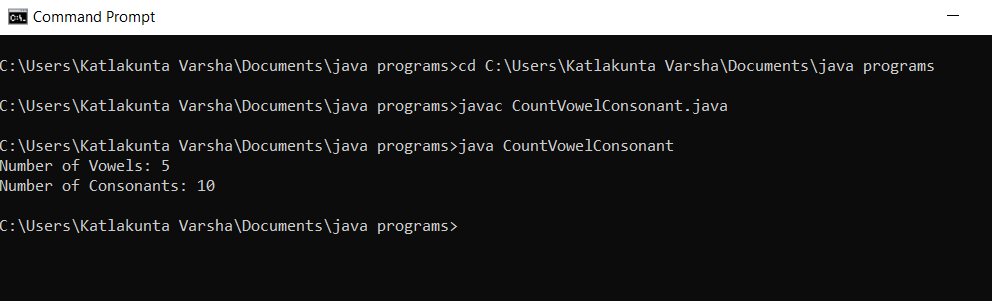 Command Prompt
C:\Users\Katlakunta Varsha\Documents\java programs>cd C:\Users\Katlakunta Varsha\Documents\java programs
C:\Users\Katlakunta Varsha\Documents\java programs>javac CountVowelConsonant.java
C:\Users\Katlakunta Varsha\Documents\java programs>java CountVowelConsonant
Number of Vowels: 5
Number of Consonants: 10
C:\Users\Katlakunta Varsha\Documents\java programs>